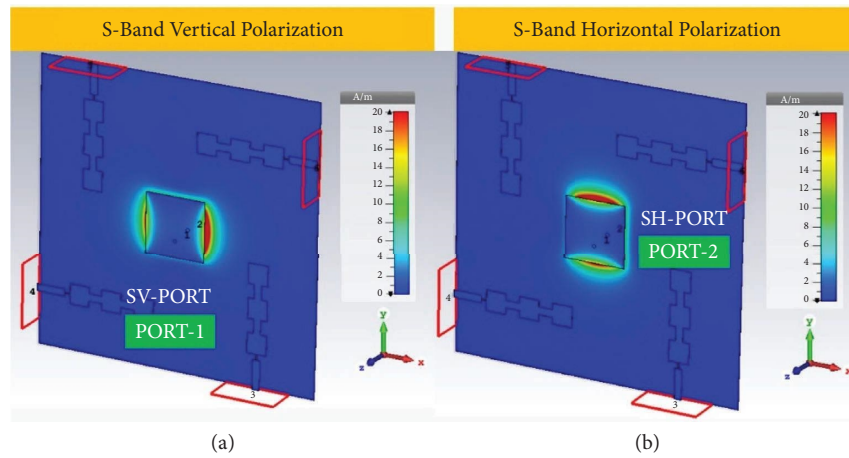 S-Band Vertical Polarization
A/m
20
18
16
14
12
10
8
6
4
2
0
2
1
4
SV-PORT
PORT-1
3
y
z
x
(a)
S-Band Horizontal Polarization
A/m
20
18
16
14
12
10
8
6
4
2
0
SH-PORT
2
1
PORT-2
4
3
y
z
x
(b)